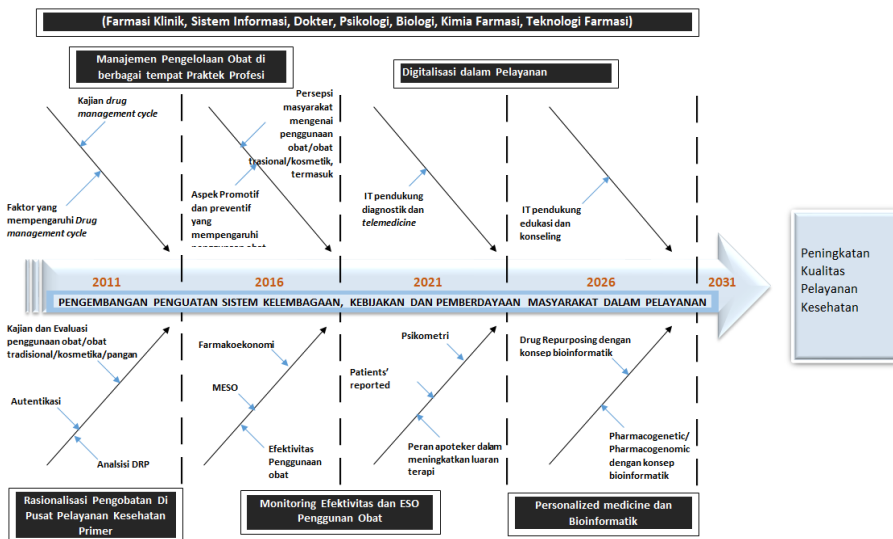 (Farmasi Klinik, Sistem Informasi, Dokter, Psikologi, Biologi, Kimia Farmasi, Teknologi Farmasi)
Manajemen Pengelolaan Obat di
berbagai tempat Praktek Profesi
Digitalisasi dalam Pelayanan
Kajian drug
management cycle
Faktor yang
mempengaruhi Drug
management cycle
Persepsi
masyarakat
mengenai
penggunaan
obat/obat
trasional/kosmetik,
termasuk
Aspek Promotif
dan preventif
yang
mempengaruhi
IT pendukung
diagnostik dan
telemedicine
IT pendukung
edukasi dan
konseling
2011
2016
2021
2026
2031
PENGEMBANGAN PENGUATAN SISTEM KELEMBAGAAN, KEBIJAKAN DAN PEMBERDAYAAN MASYARAKAT DALAM PELAYANAN
Peningkatan
Kualitas
Pelayanan
Kesehatan
Kajian dan Evaluasi
penggunaan obat/obat
tradisional/kosmetika/pangan
Autentikasi
Analsisi DRP
Farmakoekonomi
MESO
Efektivitas
Penggunaan
obat
Psikometri
Patients'
reported
Peran apoteker dalam
meningkatkan luaran
terapi
Drug Repurposing dengan
konsep bioinformatik
Pharmacogenetic/
Pharmacogenomic
dengan konsep
bioinformatik
Rasionalisasi Pengobatan Di
Pusat Pelayanan Kesehatan
Primer
Monitoring Efektivitas dan ESO
Penggunan Obat
Personalized medicine dan
Bioinformatik